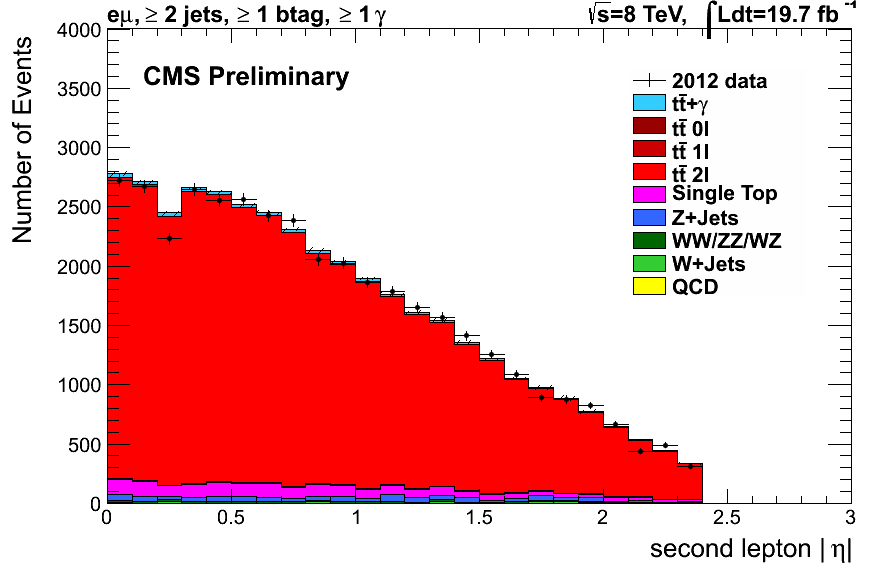 eμ, ≥ 2 jets, ≥ 1 btag, ≥ 1 γ
√s=8 TeV, ∫Ldt=19.7 fb⁻¹
CMS Preliminary
2012 data
tt̄+γ
tt̄ 0l
tt̄ 1l
tt̄ 2l
Single Top
Z+Jets
WW/ZZ/WZ
W+Jets
QCD
Number of Events
4000
3500
3000
2500
2000
1500
1000
500
0
0 0.5 1 1.5 2 2.5 3
second lepton |η|